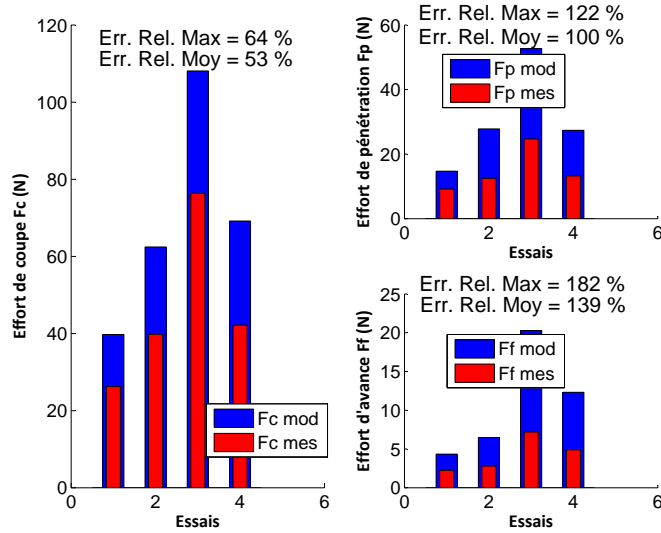 Err. Rel. Max = 64 %
Err. Rel. Moy = 53 %
120
100
80
60
40
20
0
Effort de coupe Fc (N)
Fc mod
Fc mes
0
2
4
6
Essais
Err. Rel. Max = 122 %
Err. Rel. Moy = 100 %
60
40
20
0
Effort de pénétration Fp (N)
Fp mod
Fp mes
0
2
4
6
Essais
Err. Rel. Max = 182 %
Err. Rel. Moy = 139 %
25
20
15
10
5
0
Effort d'avance Ff (N)
Ff mod
Ff mes
0
2
4
6
Essais